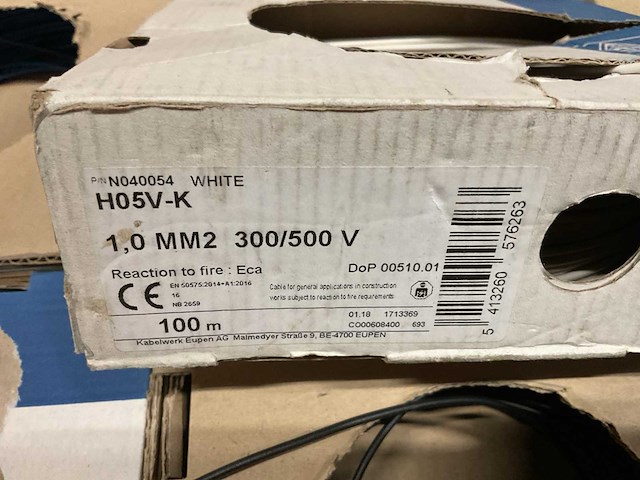 P/N N040054 WHITE
H05V-K
1,0 MM2 300/500 V
Reaction to fire : Eca
DoP 00510.01
CE
EN 50575:2014+A1:2016
16
NB 2659
Cable for general applications in construction
works subject to reaction to fire requirements
100 m
01.18 1713369
CO00608400 693
Kabelwerk Eupen AG Malmedyer Straße 9, BE-4700 EUPEN
5 413260 576263